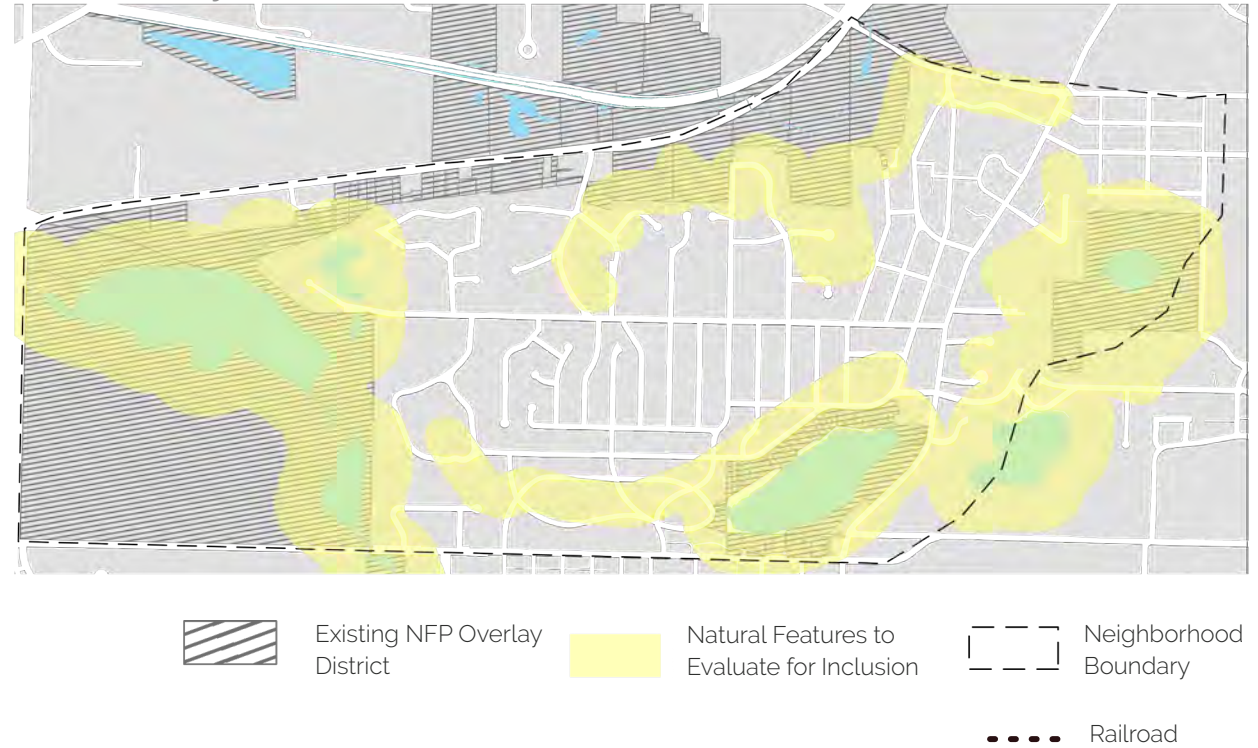 Existing NFP Overlay
District
Natural Features to
Evaluate for Inclusion
Neighborhood
Boundary
Railroad